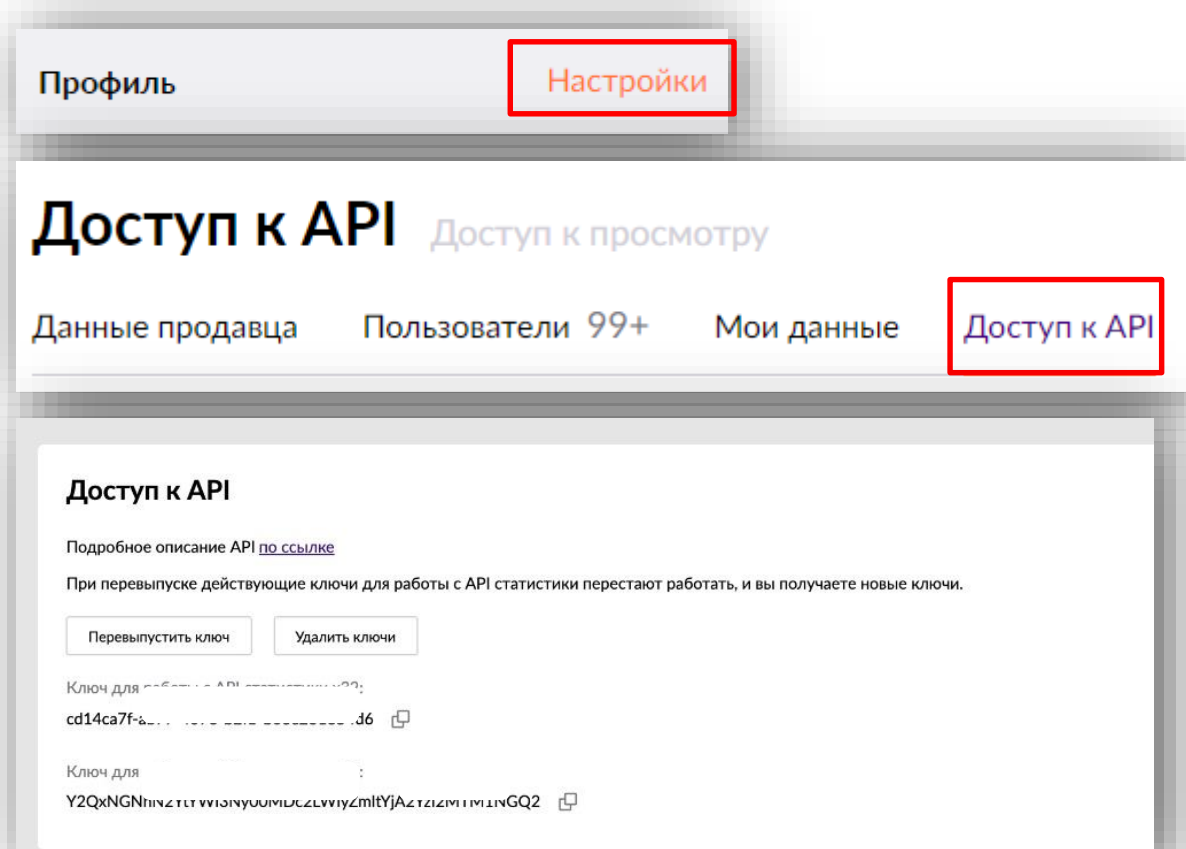 Профиль Настройки
Доступ к API Доступ к просмотру
Данные продавца Пользователи 99+ Мои данные Доступ к API
Доступ к API
Подробное описание API по ссылке
При перевыпуске действующие ключи для работы с API статистики перестают работать, и вы получаете новые ключи.
Перевыпустить ключ Удалить ключи
Ключ для
Ключ для